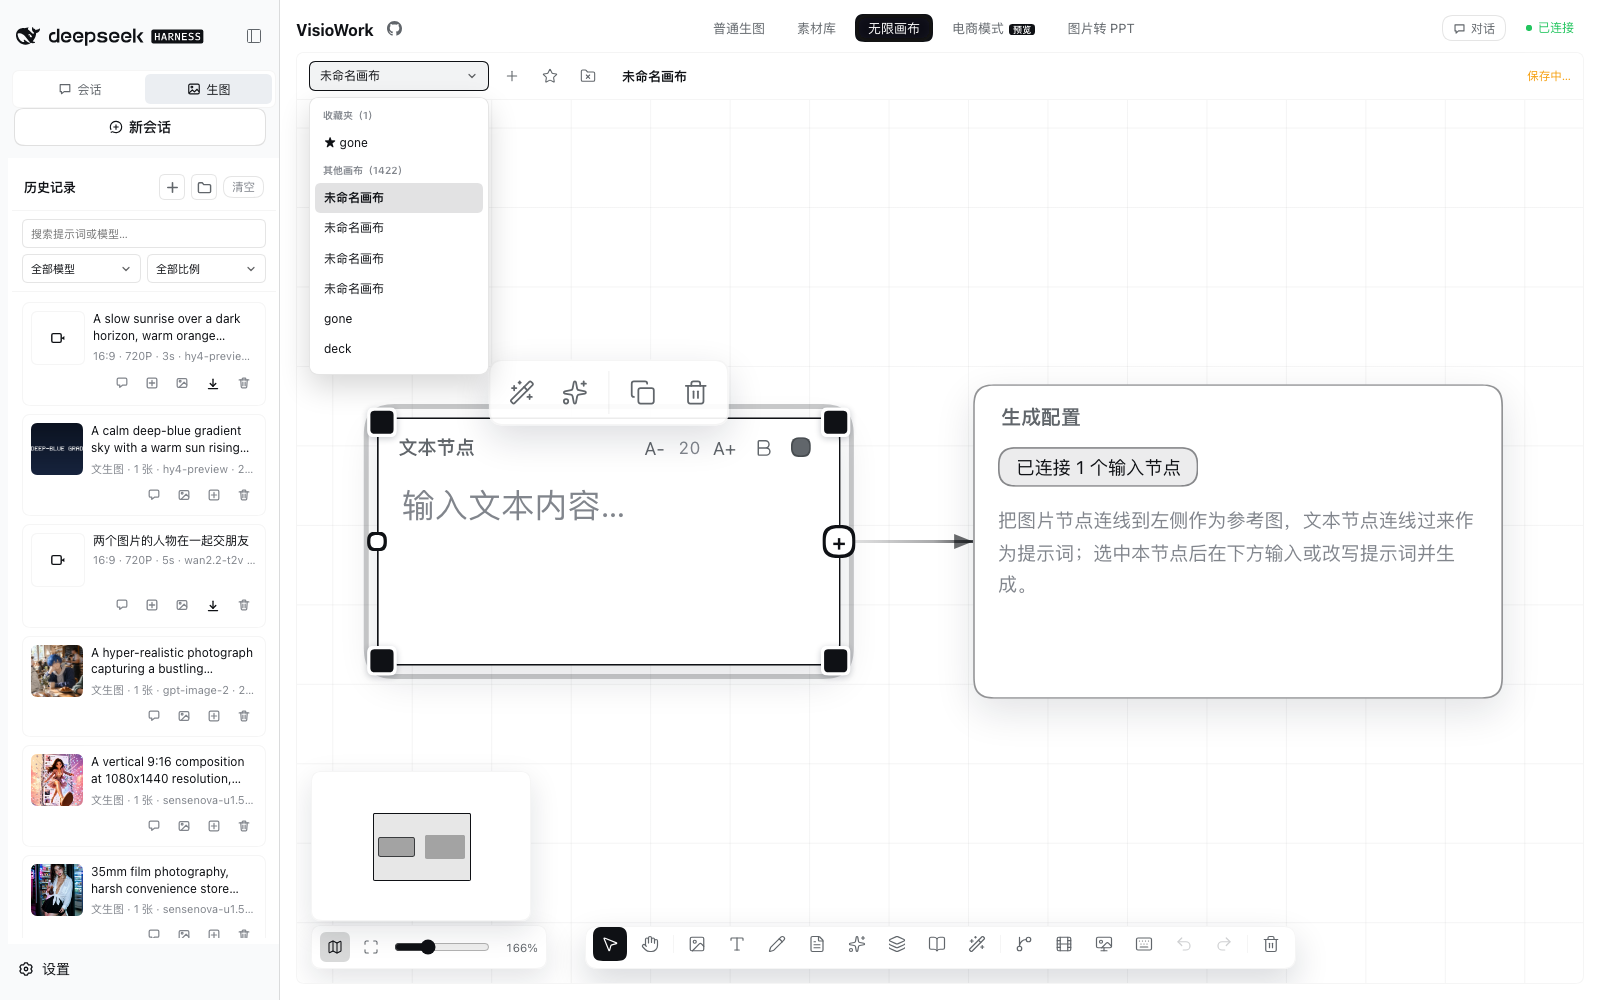 deepseek HARNESS
会话
生图
新会话
历史记录
清空
搜索提示词或模型...
全部模型
全部比例
A slow sunrise over a dark
horizon, warm orange...
16:9 · 720P · 3s · hy4-previe...
DEEP-BLUE GRAD
A calm deep-blue gradient
sky with a warm sun rising...
文生图 · 1 张 · hy4-preview · 2...
两个图片的人物在一起交朋友
16:9 · 720P · 5s · wan2.2-t2v ...
A hyper-realistic photograph
capturing a bustling...
文生图 · 1 张 · gpt-image-2 · 2...
A vertical 9:16 composition
at 1080x1440 resolution,...
文生图 · 1 张 · sensenova-u1.5...
35mm film photography,
harsh convenience store...
文生图 · 1 张 · sensenova-u1.5...
设置
VisioWork
普通生图
素材库
无限画布
电商模式 预览
图片转 PPT
对话
已连接
未命名画布
未命名画布
保存中...
收藏夹（1）
★ gone
其他画布（1422）
未命名画布
未命名画布
未命名画布
未命名画布
gone
deck
文本节点
A- 20 A+ B
输入文本内容...
生成配置
已连接 1 个输入节点
把图片节点连线到左侧作为参考图，文本节点连线过来作
为提示词；选中本节点后在下方输入或改写提示词并生
成。
166%